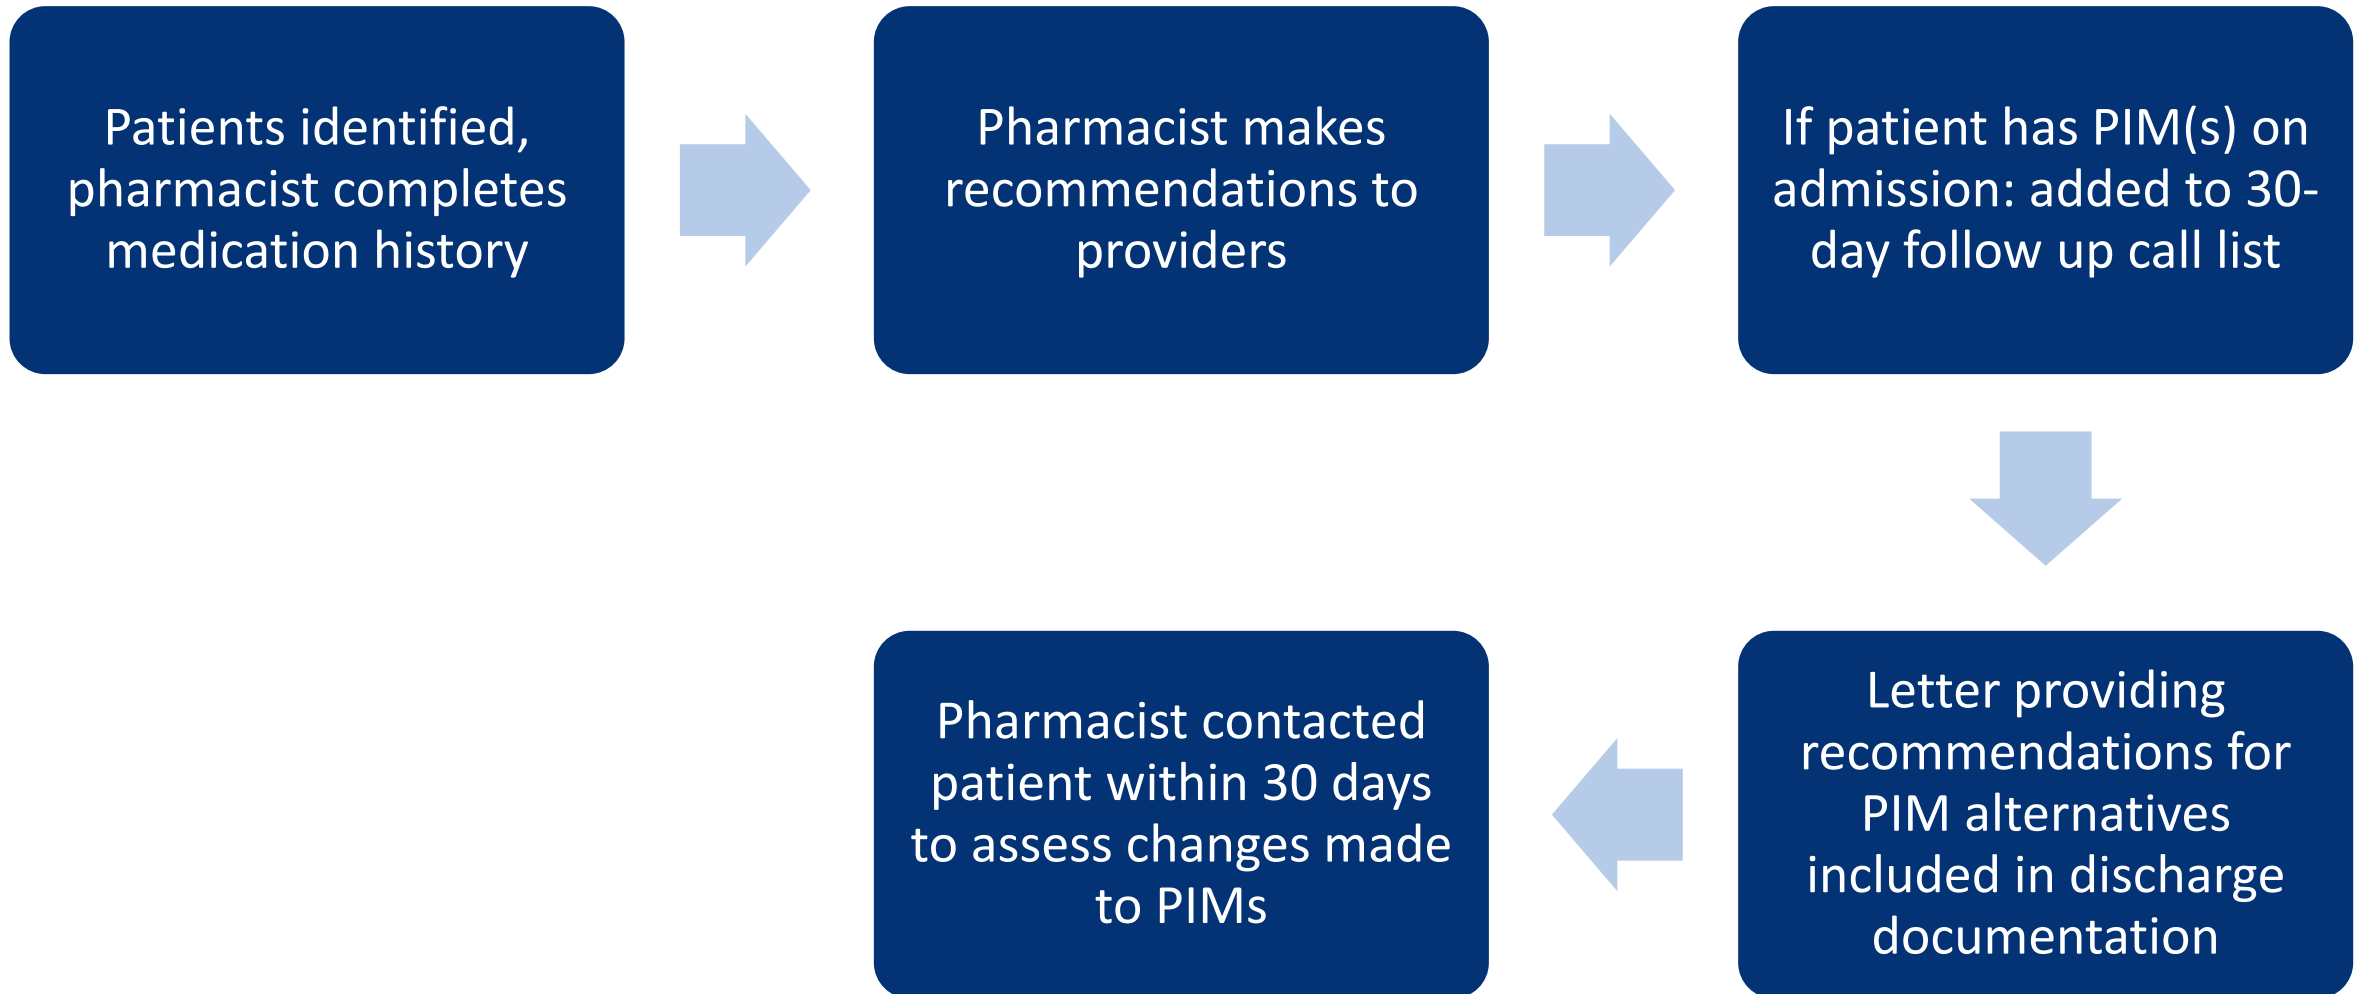 Patients identified,
pharmacist completes
medication history
Pharmacist makes
recommendations to
providers
If patient has PIM(s) on
admission: added to 30-
day follow up call list
Letter providing
recommendations for
PIM alternatives
included in discharge
documentation
Pharmacist contacted
patient within 30 days
to assess changes made
to PIMs